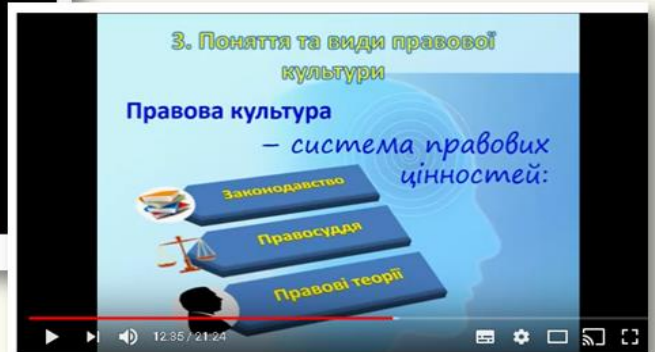 3. Поняття та види правової
культури
Правова культура
– система правових
цінностей:
Законодавство
Правосуддя
Правові теорії
12:35 / 21:24